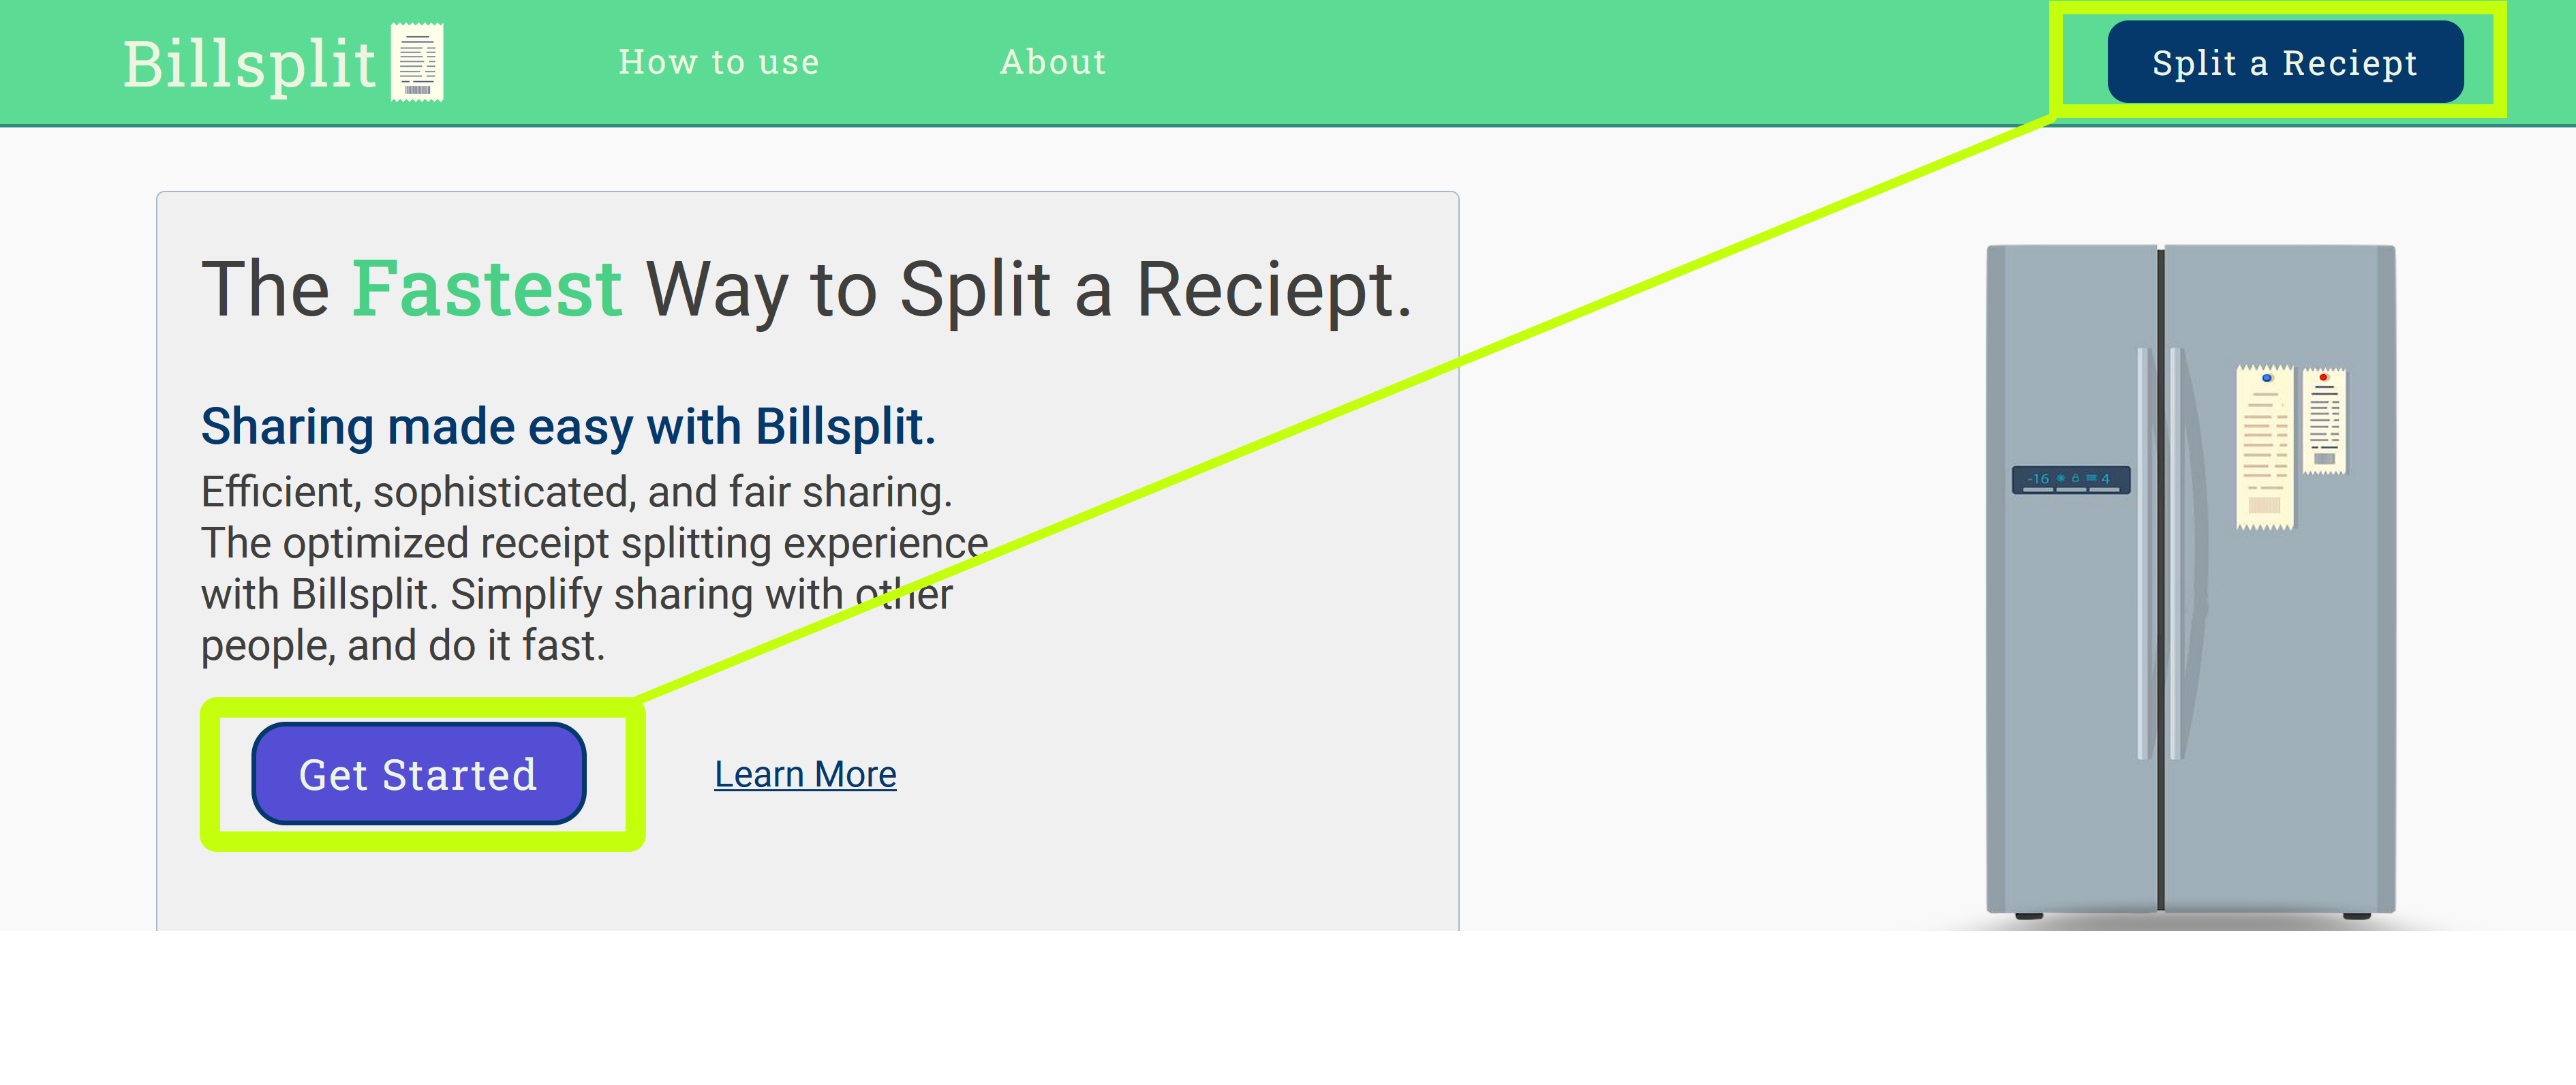 Billsplit
How to use
About
Split a Reciept
The Fastest Way to Split a Reciept.
Sharing made easy with Billsplit.
Efficient, sophisticated, and fair sharing.
The optimized receipt splitting experience
with Billsplit. Simplify sharing with other
people, and do it fast.
Get Started
Learn More
-16 4